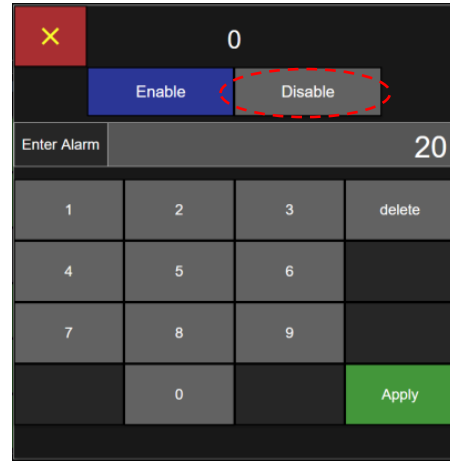 × 0
Enable Disable
Enter Alarm 20
1 2 3 delete
4 5 6
7 8 9
0 Apply